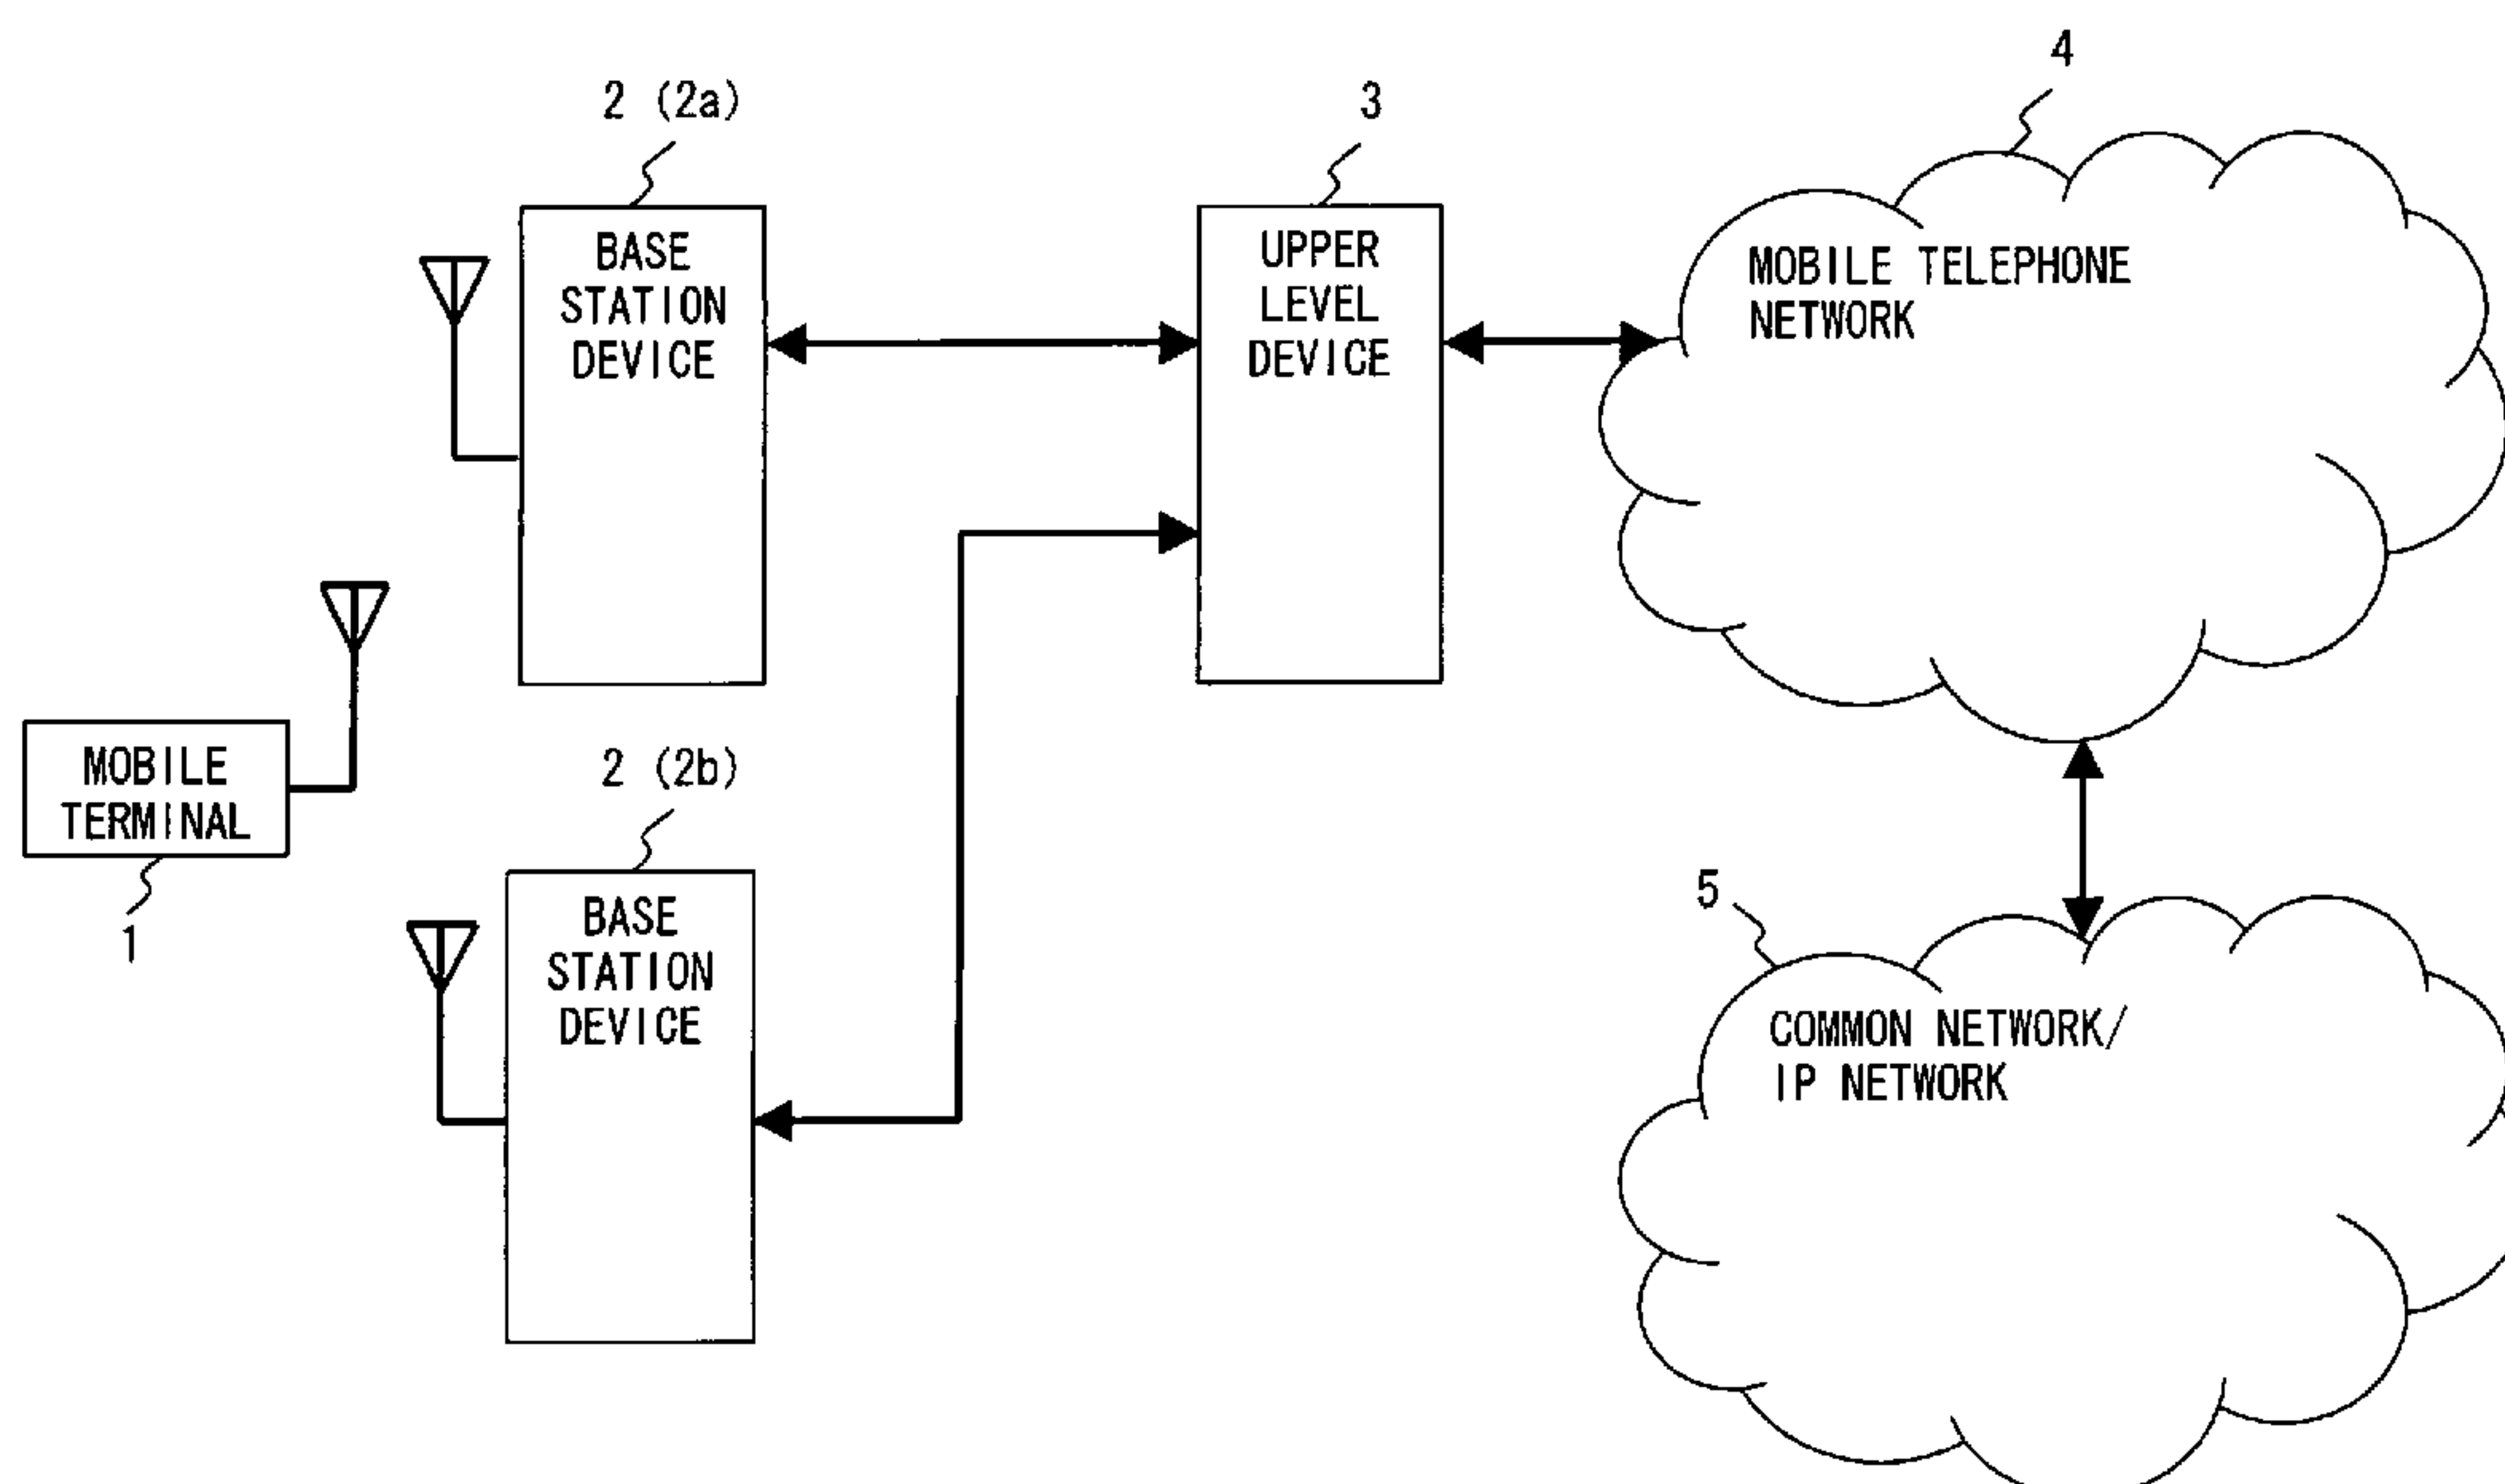 2 (2a)
BASE
STATION
DEVICE
3
UPPER
LEVEL
DEVICE
4
MOBILE TELEPHONE
NETWORK
MOBILE
TERMINAL
1
2 (2b)
BASE
STATION
DEVICE
5
COMMON NETWORK/
IP NETWORK